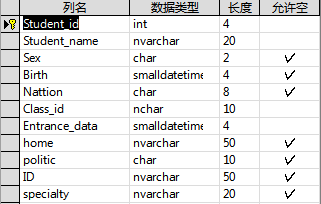 列名 数据类型 长度 允许空
Student_id int 4
Student_name nvarchar 20
Sex char 2 ✓
Birth smalldatetime 4 ✓
Nattion char 8 ✓
Class_id nchar 10
Entrance_data smalldatetime 4
home nvarchar 50 ✓
politic char 10 ✓
ID nvarchar 50 ✓
specialty nvarchar 20 ✓